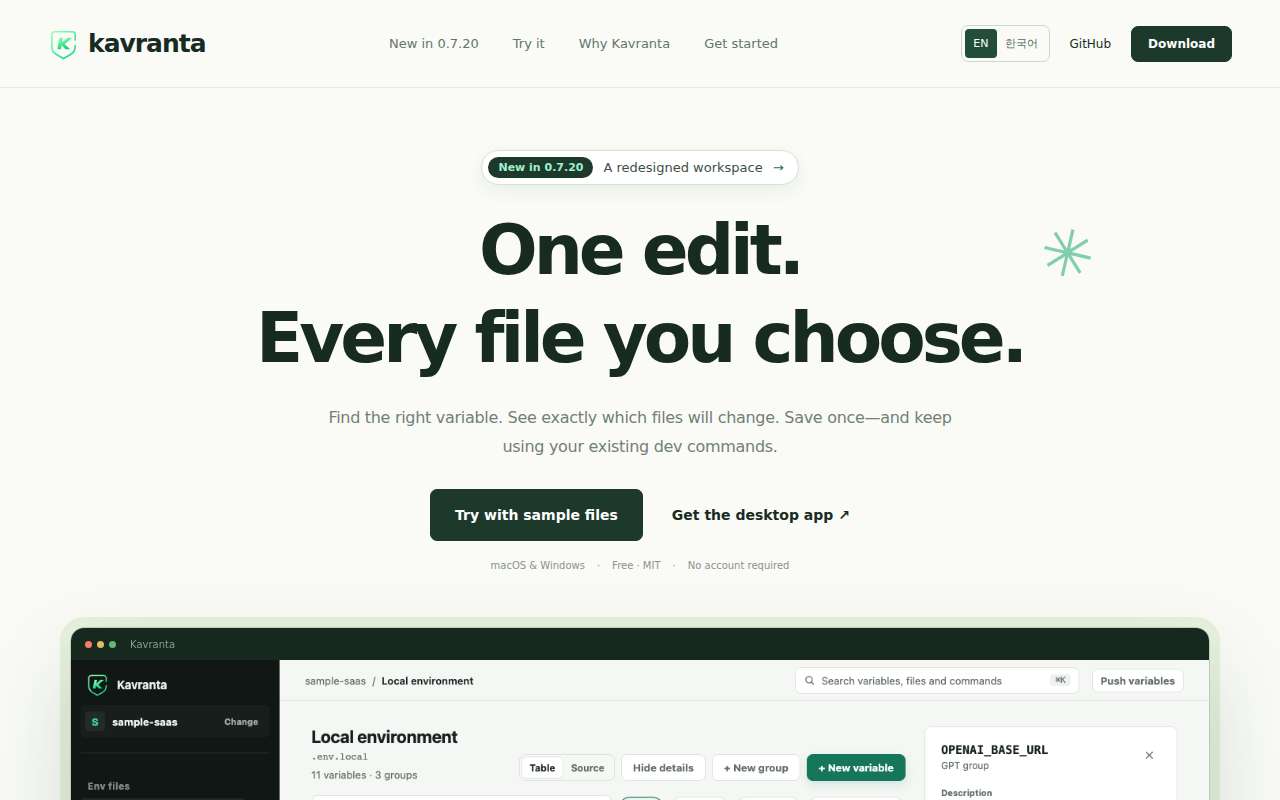 kavranta
New in 0.7.20
Try it
Why Kavranta
Get started
EN
한국어
GitHub
Download
New in 0.7.20 A redesigned workspace →
One edit.
Every file you choose.
Find the right variable. See exactly which files will change. Save once—and keep
using your existing dev commands.
Try with sample files
Get the desktop app ↗
macOS & Windows · Free · MIT · No account required
Kavranta
Kavranta
S sample-saas Change
Env files
sample-saas / Local environment
Search variables, files and commands ⌘K
Push variables
Local environment
.env.local
11 variables · 3 groups
Table Source
Hide details
+ New group
+ New variable
OPENAI_BASE_URL ×
GPT group
Description